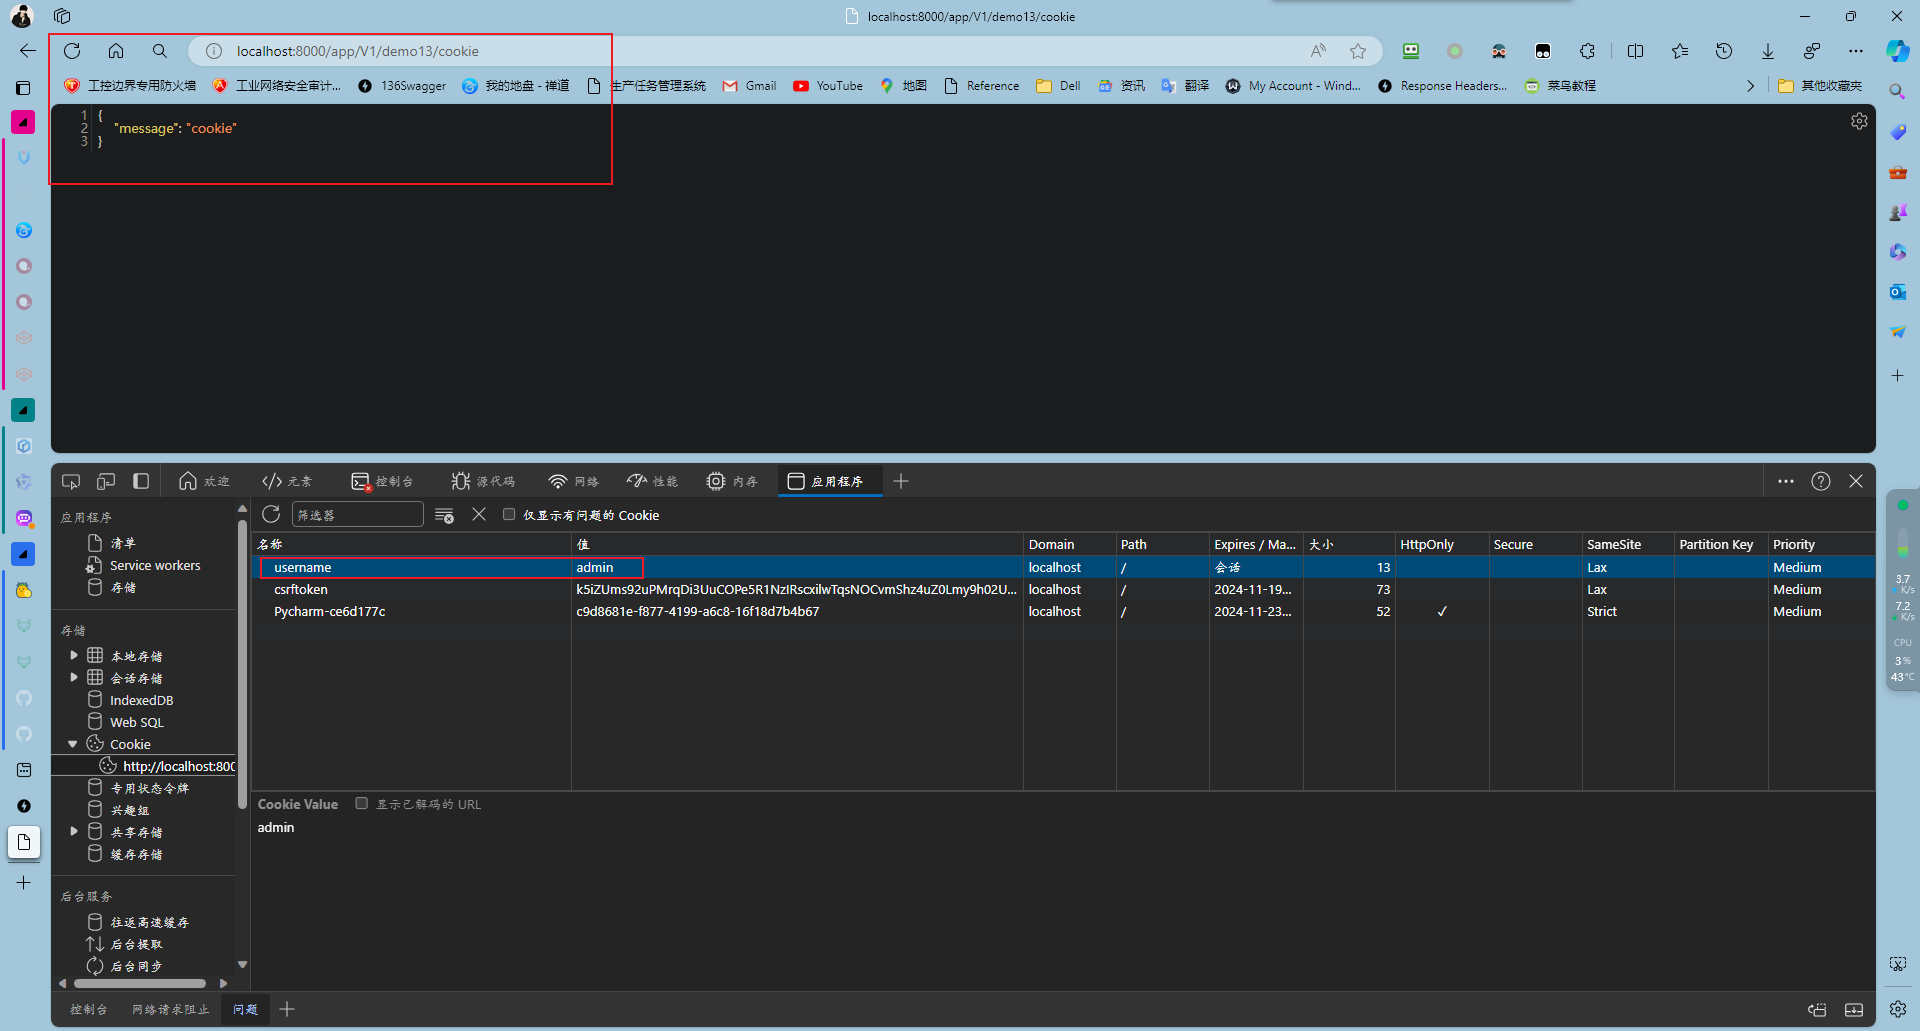 localhost:8000/app/V1/demo13/cookie
localhost:8000/app/V1/demo13/cookie
工控边界专用防火墙 工业网络安全审计... 136Swagger 我的地盘 - 禅道 生产任务管理系统 Gmail YouTube 地图 Reference Dell 资讯 翻译 My Account - Wind... Response Headers... 菜鸟教程 其他收藏夹
1 {
2 "message": "cookie"
3 }
欢迎 元素 控制台 源代码 网络 性能 内存 应用程序
应用程序
清单
Service workers
存储
存储
本地存储
会话存储
IndexedDB
Web SQL
Cookie
http://localhost:800
专用状态令牌
兴趣组
共享存储
缓存存储
后台服务
往返高速缓存
后台提取
后台同步
筛选器 仅显示有问题的 Cookie
名称 值 Domain Path Expires / Ma... 大小 HttpOnly Secure SameSite Partition Key Priority
username admin localhost / 会话 13 Lax Medium
csrftoken k5iZUms92uPMrqDi3UuCOPe5R1NzIRscxilwTqsNOCvmShz4uZ0Lmy9h02U... localhost / 2024-11-19... 73 Lax Medium
Pycharm-ce6d177c c9d8681e-f877-4199-a6c8-16f18d7b4b67 localhost / 2024-11-23... 52 ✓ Strict Medium
Cookie Value 显示已解码的 URL
admin
控制台 网络请求阻止 问题
3.7
K/s
7.2
K/s
CPU
3%
43°C